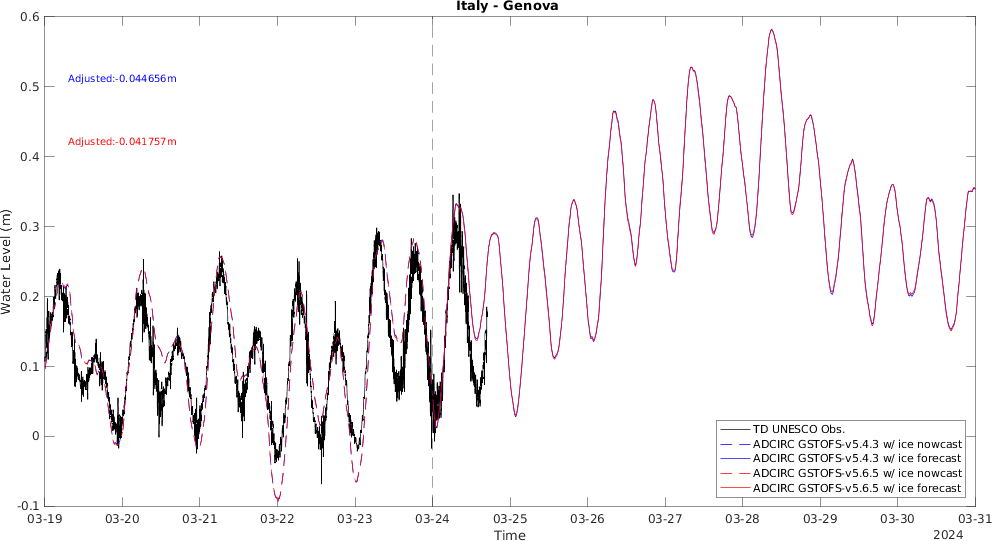 Italy - Genova
0.6
0.5
0.4
0.3
0.2
0.1
0
-0.1
Water Level (m)
Adjusted:-0.044656m
Adjusted:-0.041757m
TD UNESCO Obs.
ADCIRC GSTOFS-v5.4.3 w/ ice nowcast
ADCIRC GSTOFS-v5.4.3 w/ ice forecast
ADCIRC GSTOFS-v5.6.5 w/ ice nowcast
ADCIRC GSTOFS-v5.6.5 w/ ice forecast
03-19 03-20 03-21 03-22 03-23 03-24 03-25 03-26 03-27 03-28 03-29 03-30 03-31
Time
2024